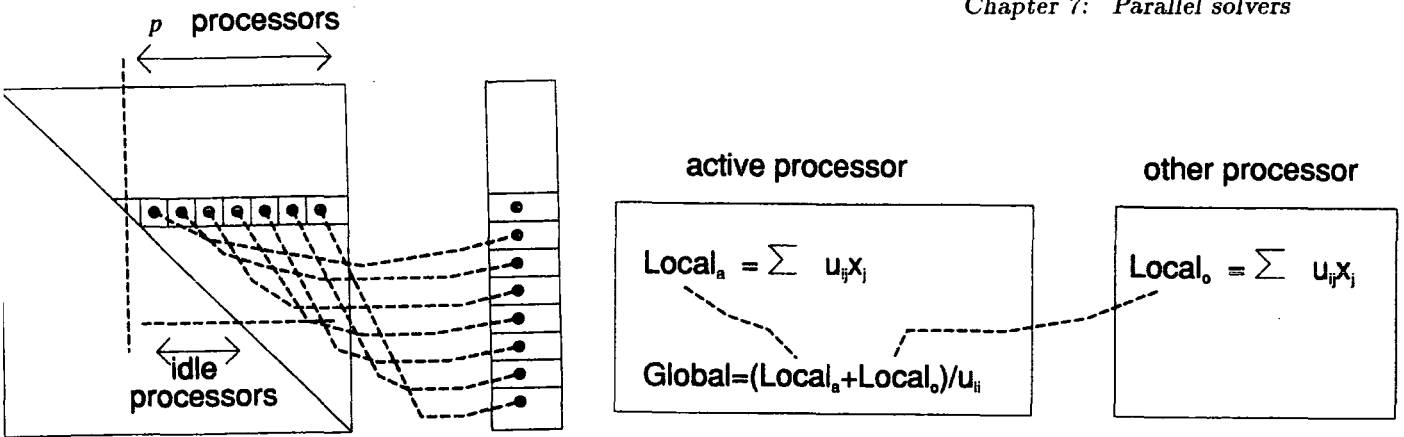 Chapter 7: Parallel solvers
p processors
idle
processors
active processor
Localₐ = ∑ uᵢⱼxⱼ
Global=(Localₐ+Localₒ)/uᵢᵢ
other processor
Localₒ = ∑ uᵢⱼxⱼ